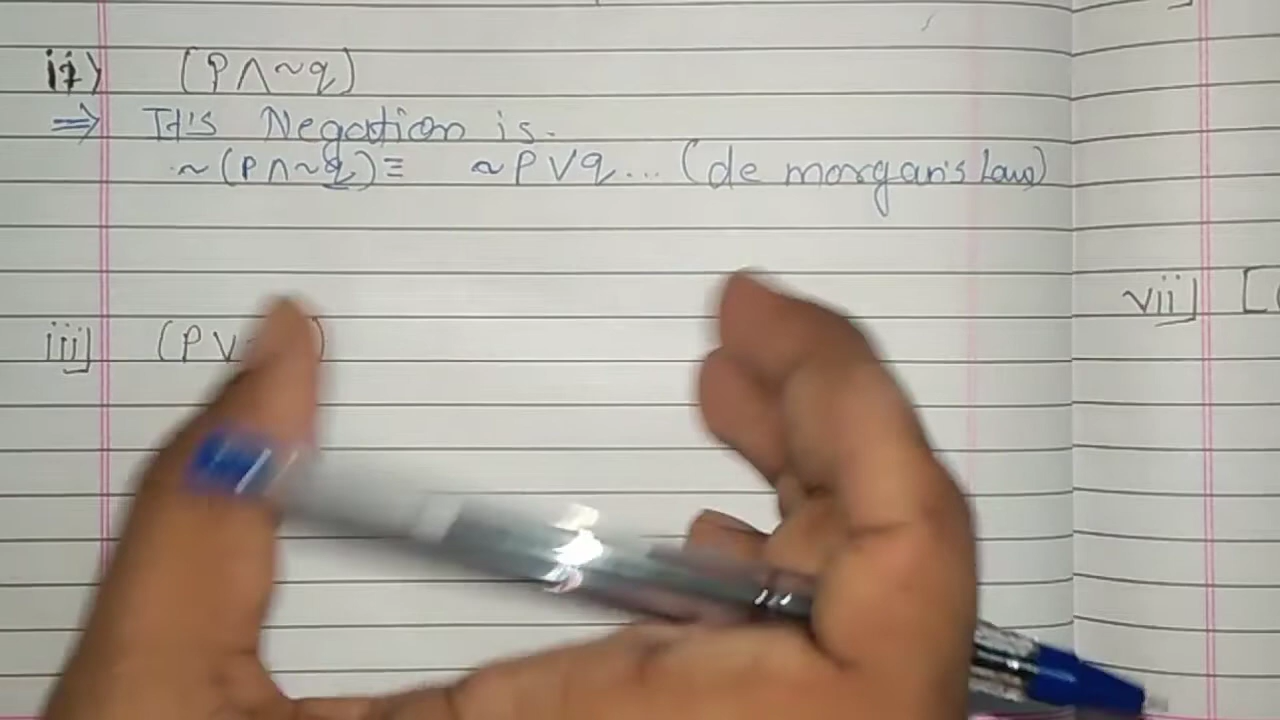 ii) (P∧~q)
⇒ It's Negation is.
~(P∧~q)≡ ~P∨q... (de morgan's Law)
iii] (P∨ )
vii] [